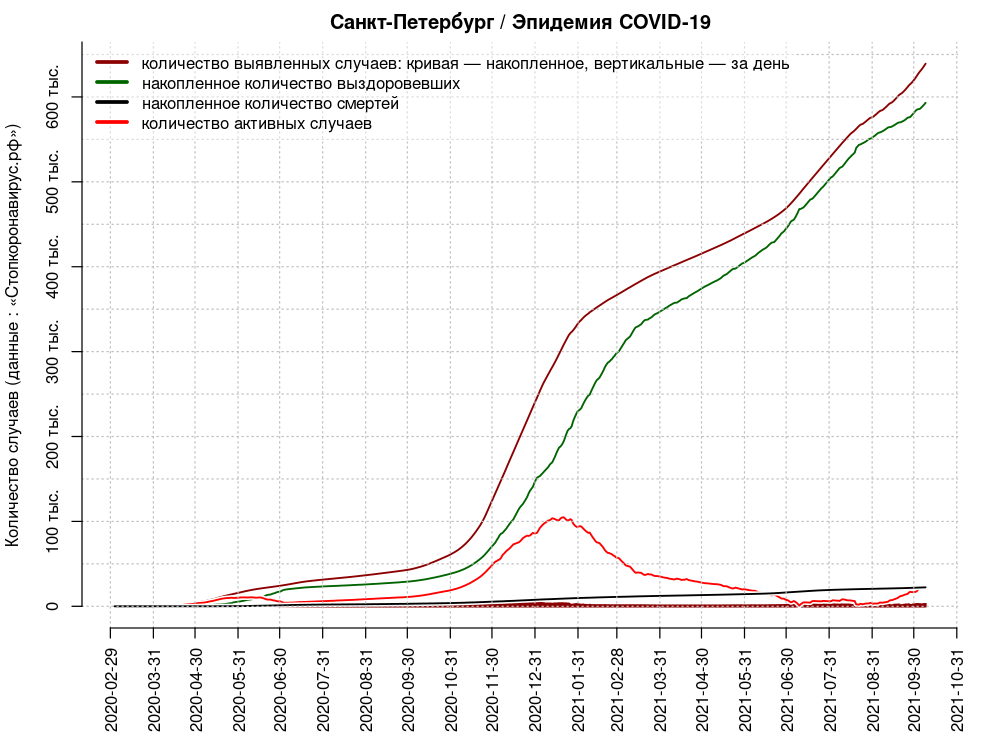 Санкт-Петербург / Эпидемия COVID-19
количество выявленных случаев: кривая — накопленное, вертикальные — за день
накопленное количество выздоровевших
накопленное количество смертей
количество активных случаев
Количество случаев (данные : «Стопкоронавирус.рф»)
600 тыс.
500 тыс.
400 тыс.
300 тыс.
200 тыс.
100 тыс.
0
2020-02-29
2020-03-31
2020-04-30
2020-05-31
2020-06-30
2020-07-31
2020-08-31
2020-09-30
2020-10-31
2020-11-30
2020-12-31
2021-01-31
2021-02-28
2021-03-31
2021-04-30
2021-05-31
2021-06-30
2021-07-31
2021-08-31
2021-09-30
2021-10-31